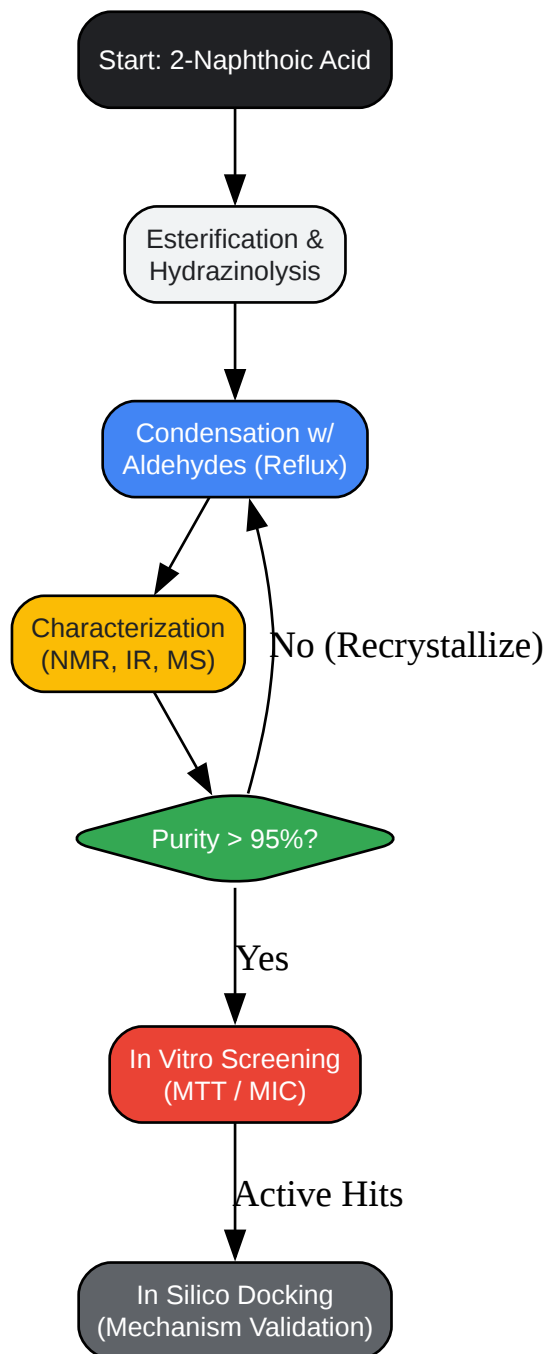 Start: 2-Naphthoic Acid
Esterification &
Hydrazinolysis
Condensation w/
Aldehydes (Reflux)
Characterization
(NMR, IR, MS)
No (Recrystallize)
Purity > 95%?
Yes
In Vitro Screening
(MTT / MIC)
Active Hits
In Silico Docking
(Mechanism Validation)